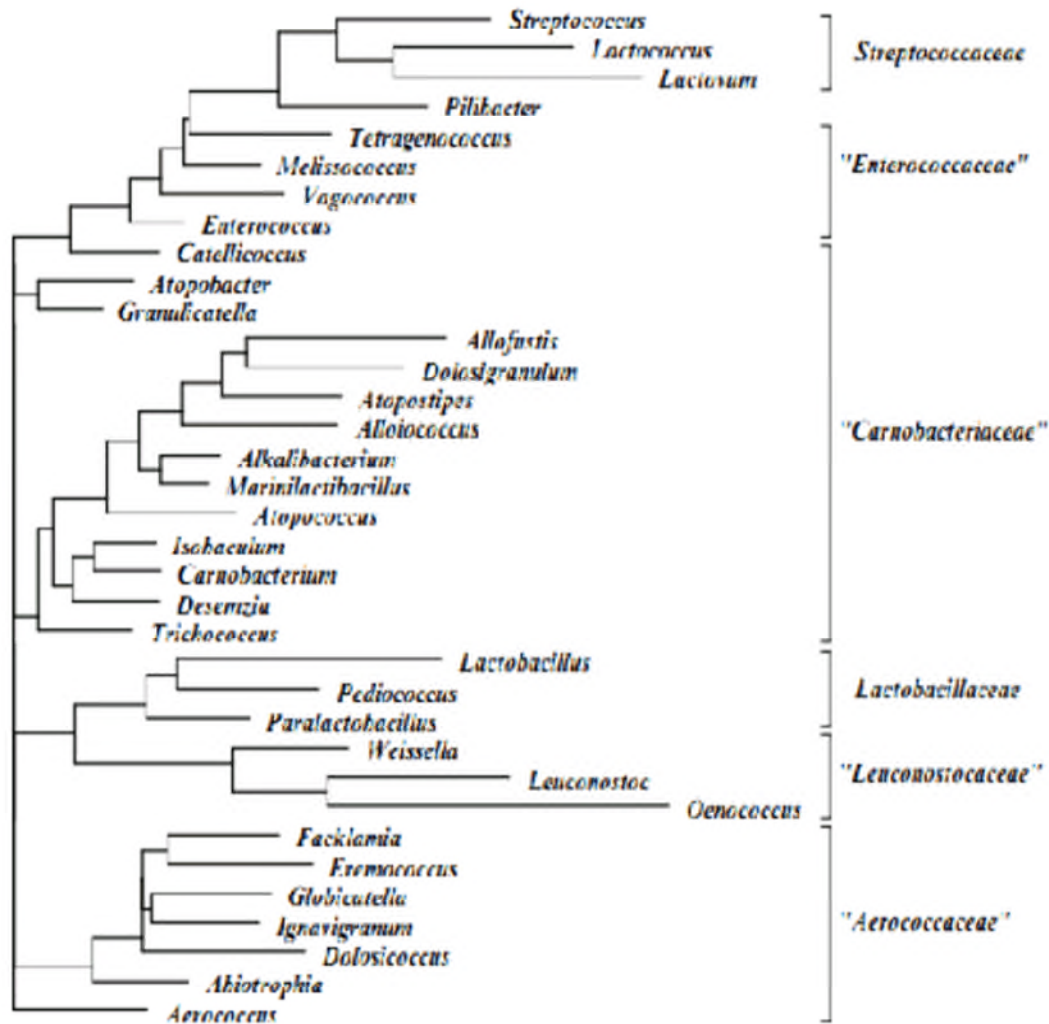 Streptococcus
Lactococcus
Streptococcaceae
Lactovum
Pilibacter
Tetragenococcus
"Enterococcaceae"
Melissococcus
Vagococcus
Enterococcus
Catellicoccus
Atopobacter
Granulicatella
Allofustis
Dolosigranulum
Atopostipes
Alloiococcus
"Carnobacteriaceae"
Alkalibacterium
Marinilactibacillus
Atopococcus
Isobaculum
Carnobacterium
Desemzia
Trichococcus
Lactobacillus
Pediococcus
Lactobacillaceae
Paralactobacillus
Weissella
Leuconostoc
"Leuconostocaceae"
Oenococcus
Facklamia
Eremococcus
Globicatella
Ignavigranum
"Aerococcaceae"
Dolosicoccus
Abiotrophia
Aerococcus